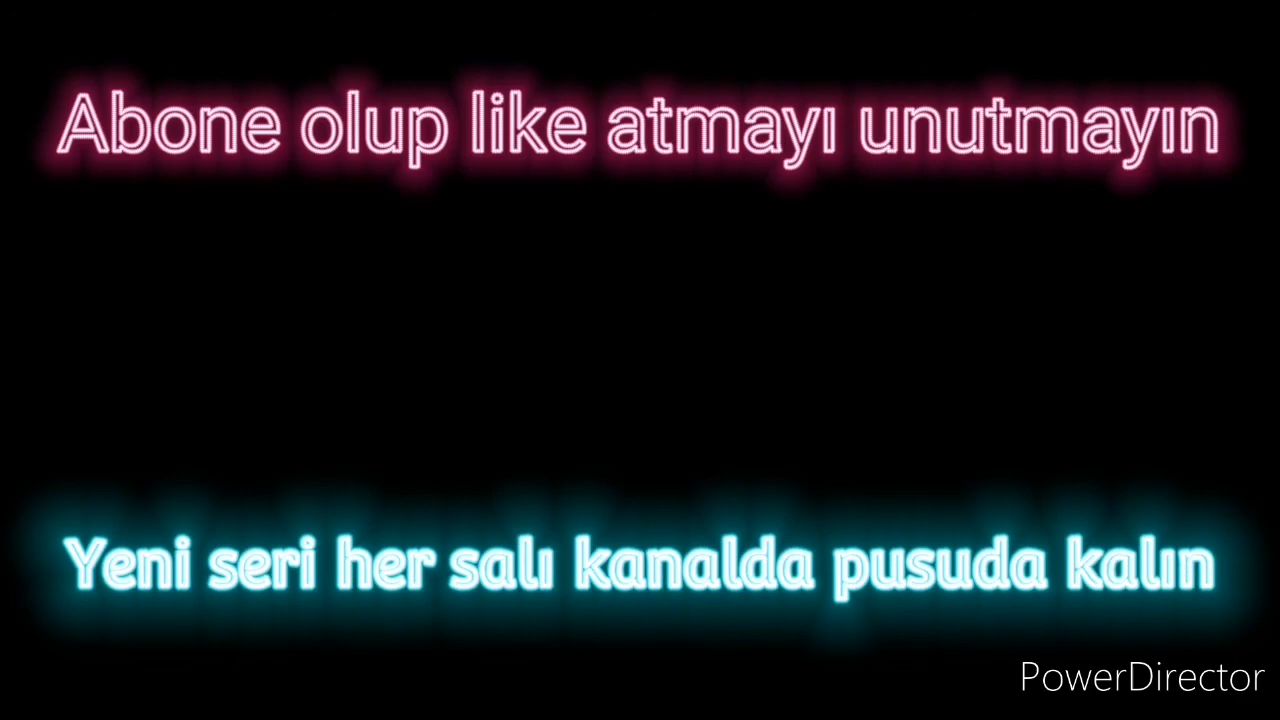 Abone olup like atmayı unutmayın
Yeni seri her salı kanalda pusuda kalın
PowerDirector